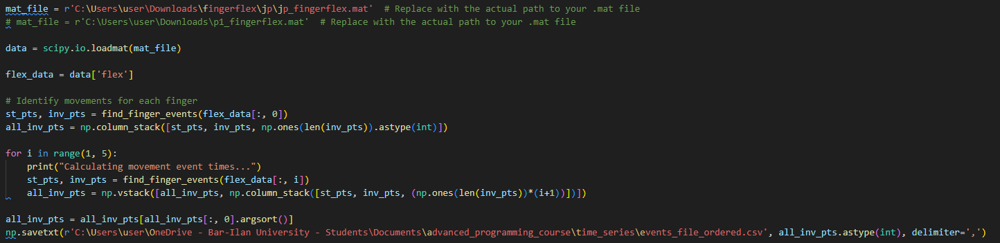 mat_file = r'C:\Users\user\Downloads\fingerflex\jp\jp_fingerflex.mat'  # Replace with the actual path to your .mat file
# mat_file = r'C:\Users\user\Downloads\p1_fingerflex.mat'  # Replace with the actual path to your .mat file

data = scipy.io.loadmat(mat_file)

flex_data = data['flex']

# Identify movements for each finger
st_pts, inv_pts = find_finger_events(flex_data[:, 0])
all_inv_pts = np.column_stack([st_pts, inv_pts, np.ones(len(inv_pts)).astype(int)])

for i in range(1, 5):
    print("Calculating movement event times...")
    st_pts, inv_pts = find_finger_events(flex_data[:, i])
    all_inv_pts = np.vstack([all_inv_pts, np.column_stack([st_pts, inv_pts, (np.ones(len(inv_pts))*(i+1))])])

all_inv_pts = all_inv_pts[all_inv_pts[:, 0].argsort()]
np.savetxt(r'C:\Users\user\OneDrive - Bar-Ilan University - Students\Documents\advanced_programming_course\time_series\events_file_ordered.csv', all_inv_pts.astype(int), delimiter=',')